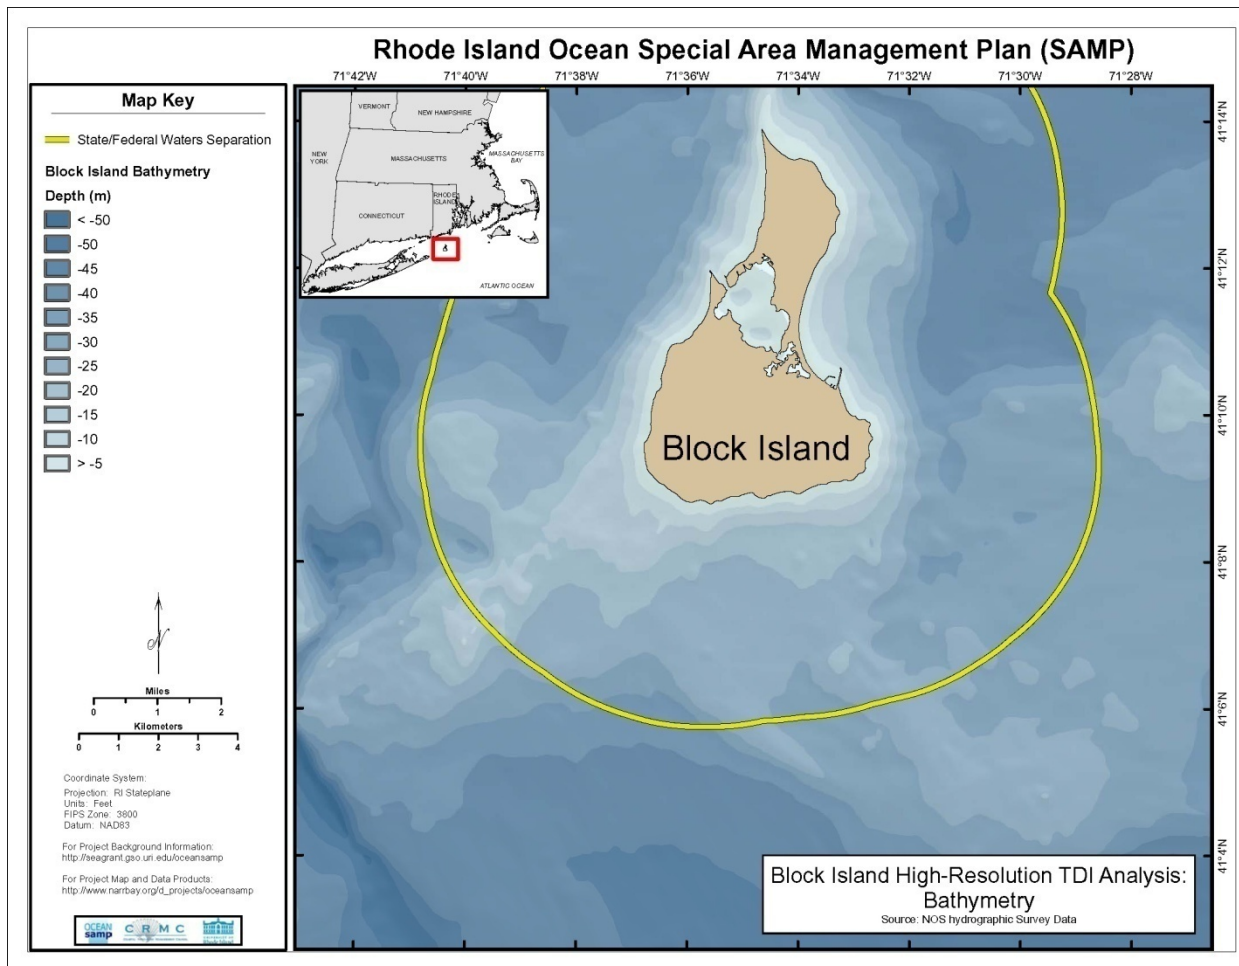 Rhode Island Ocean Special Area Management Plan (SAMP)
71°42'W
71°40'W
71°38'W
71°36'W
71°34'W
71°32'W
71°30'W
71°28'W
Map Key
State/Federal Waters Separation
Block Island Bathymetry
Depth (m)
< -50
-50
-45
-40
-35
-30
-25
-20
-15
-10
> -5
VERMONT
NEW HAMPSHIRE
NEW
YORK
MASSACHUSETTS
MASSACHUSETTS
BAY
RHODE
ISLAND
CONNECTICUT
ATLANTIC OCEAN
41°14'N
41°12'N
41°10'N
41°8'N
41°6'N
41°4'N
Block Island
N
Miles
0 1 2
Kilometers
0 1 2 3 4
Coordinate System:
Projection: RI Stateplane
Units: Feet
FIPS Zone: 3800
Datum: NAD83
For Project Background Information:
http://seagrant.gso.uri.edu/oceansamp
For Project Map and Data Products:
http://www.narrbay.org/d_projects/oceansamp
OCEAN
samp
CRMC
Block Island High-Resolution TDI Analysis:
Bathymetry
Source: NOS hydrographic Survey Data